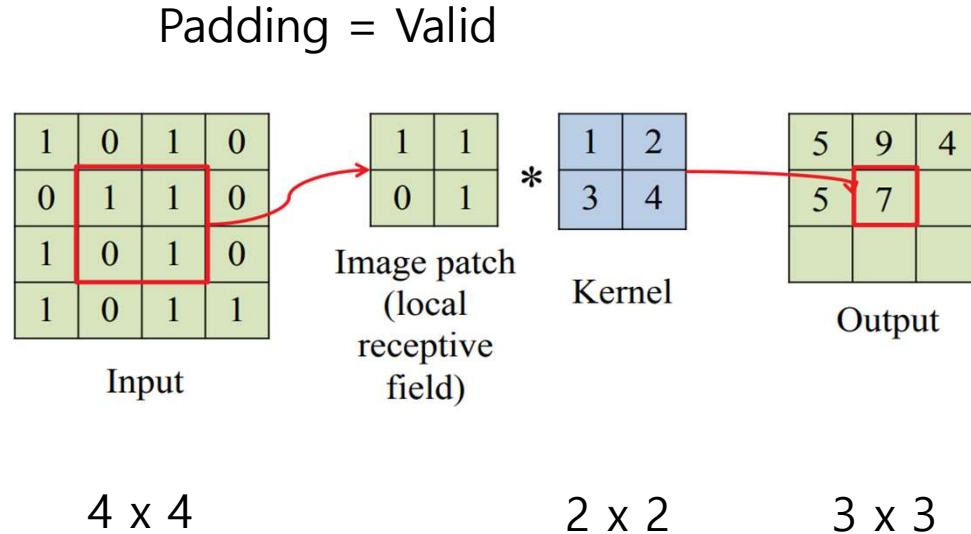 Padding = Valid
1 0 1 0
0 1 1 0
1 0 1 0
1 0 1 1
Input
1 1
0 1
Image patch
(local
receptive
field)
*
1 2
3 4
Kernel
5 9 4
5 7
Output
4 x 4
2 x 2
3 x 3